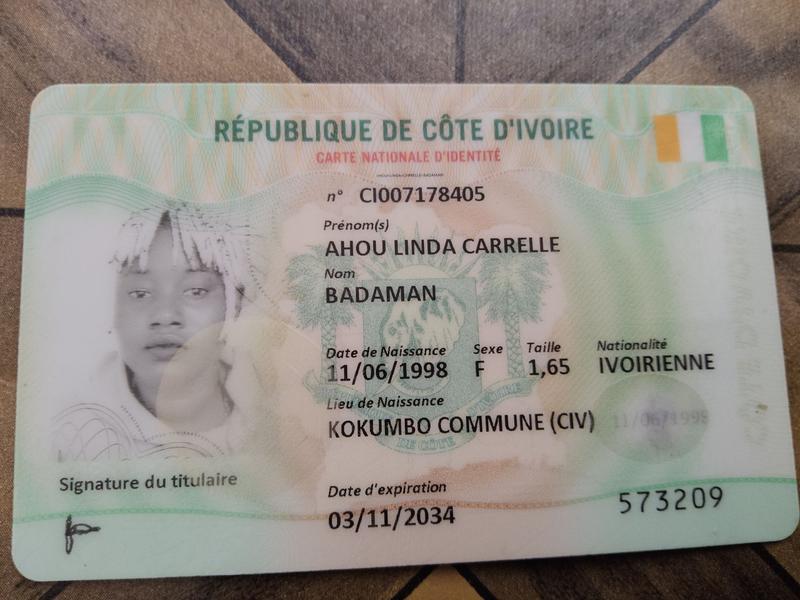 RÉPUBLIQUE DE CÔTE D'IVOIRE
CARTE NATIONALE D'IDENTITÉ
n° CI007178405
Prénom(s)
AHOU LINDA CARRELLE
Nom
BADAMAN
Date de Naissance Sexe Taille Nationalité
11/06/1998 F 1,65 IVOIRIENNE
Lieu de Naissance
KOKUMBO COMMUNE (CIV) 11/06/1998
DE CÔTE
Signature du titulaire
Date d'expiration
03/11/2034
573209